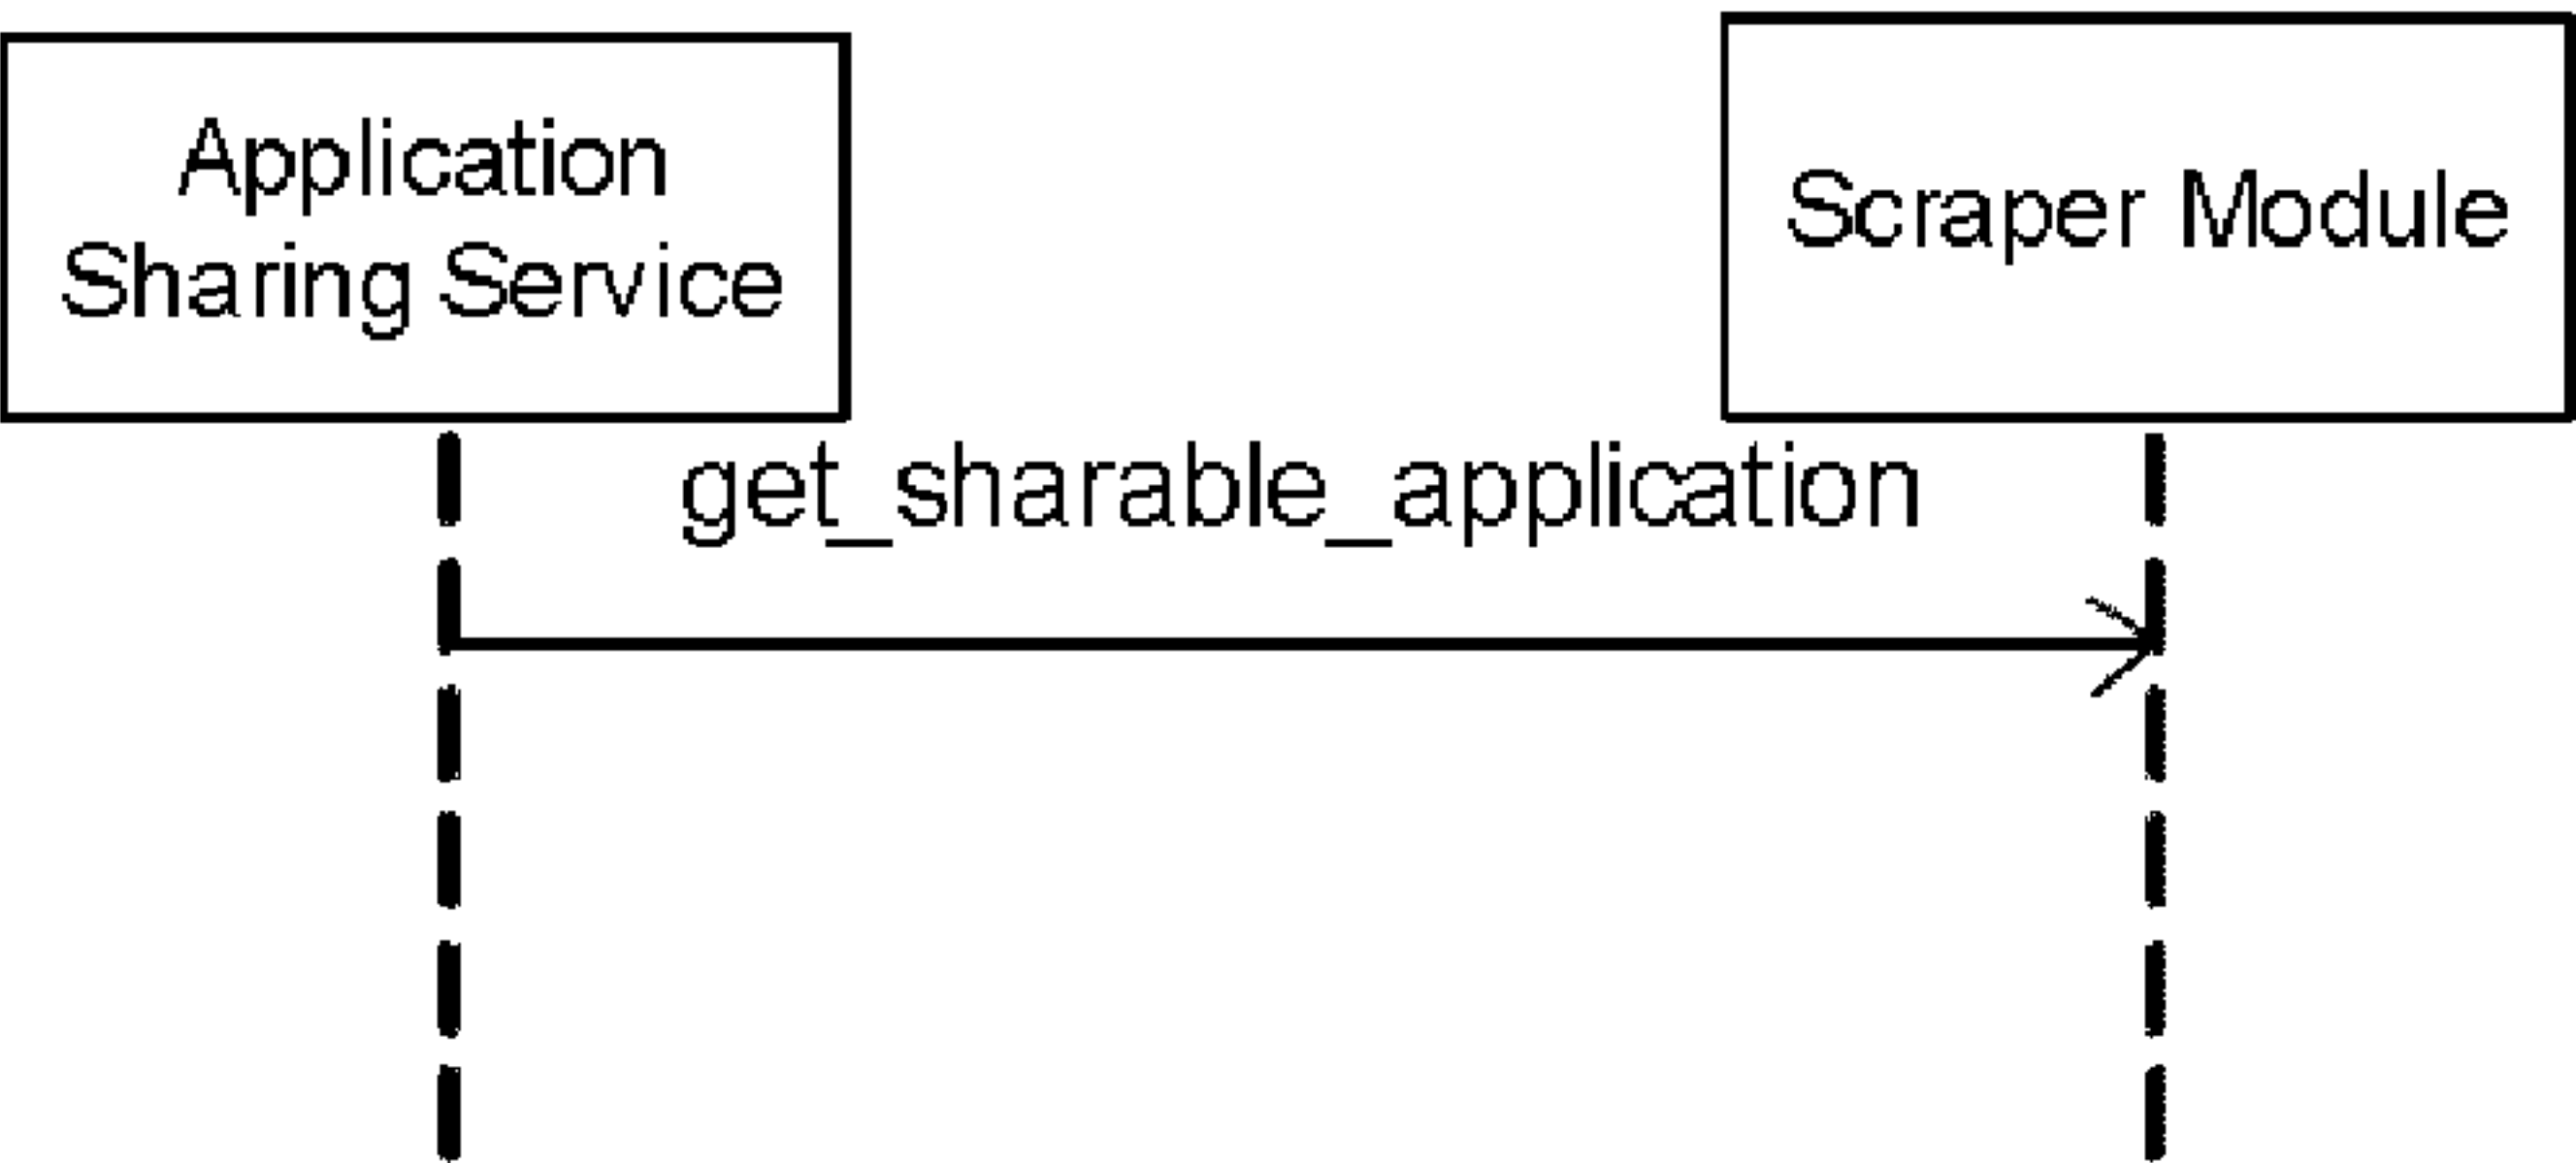 Application
Sharing Service
Scraper Module
get_sharable_application